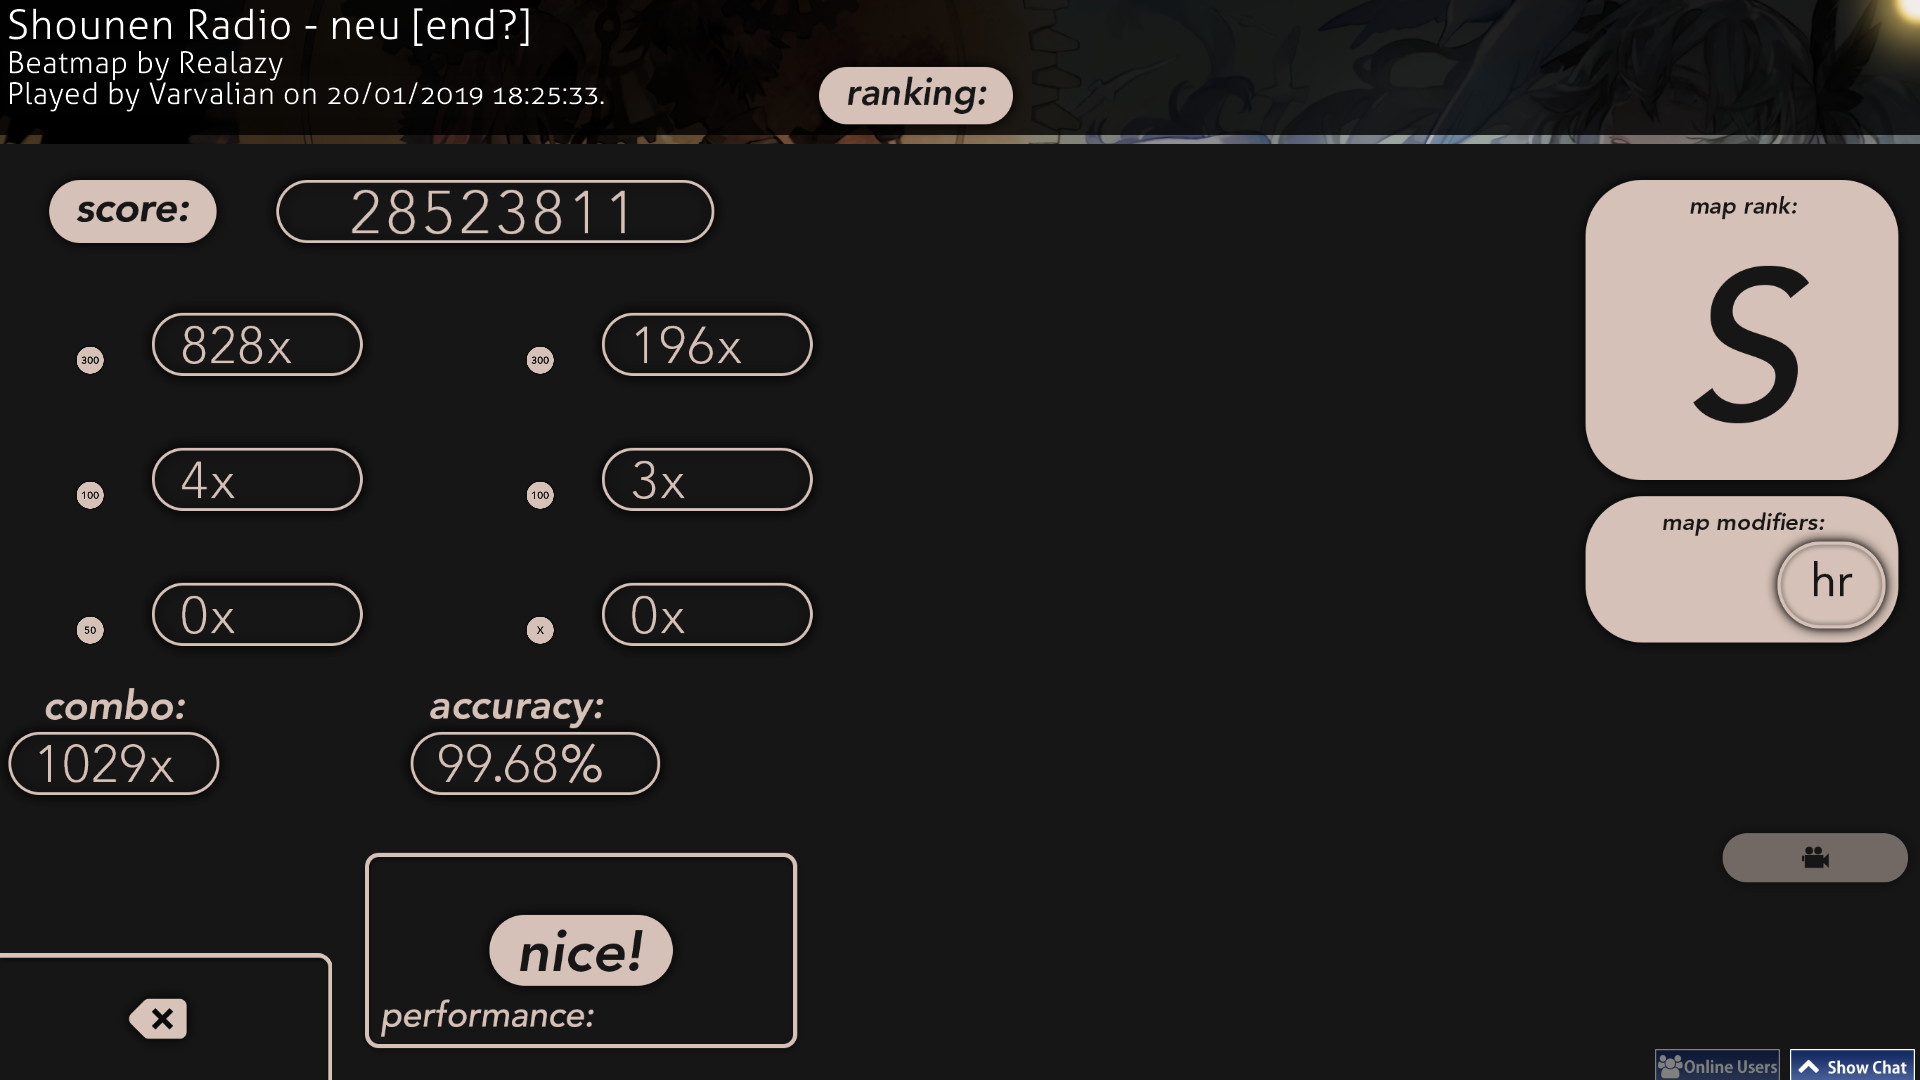 Shounen Radio - neu [end?]
Beatmap by Realazy
Played by Varvalian on 20/01/2019 18:25:33.
ranking:
score:
28523811
map rank:
S
300
828x
300
196x
100
4x
100
3x
map modifiers:
hr
50
0x
X
0x
combo:
accuracy:
1029x
99.68%
nice!
performance:
Online Users
Show Chat